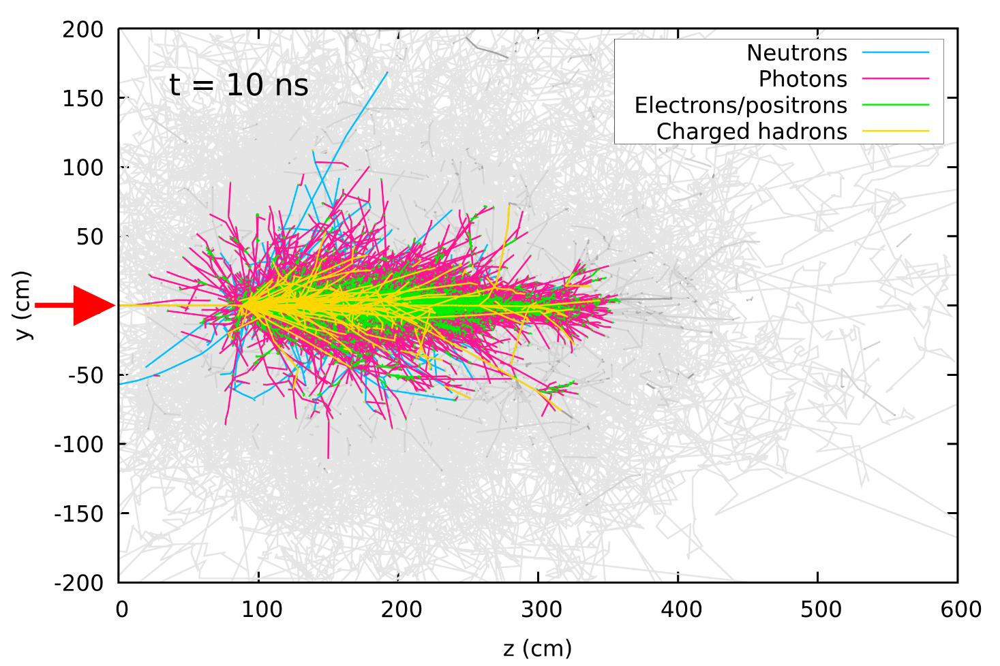 200
150
100
50
0
-50
-100
-150
-200
y (cm)
t = 10 ns
Neutrons
Photons
Electrons/positrons
Charged hadrons
0 100 200 300 400 500 600
z (cm)